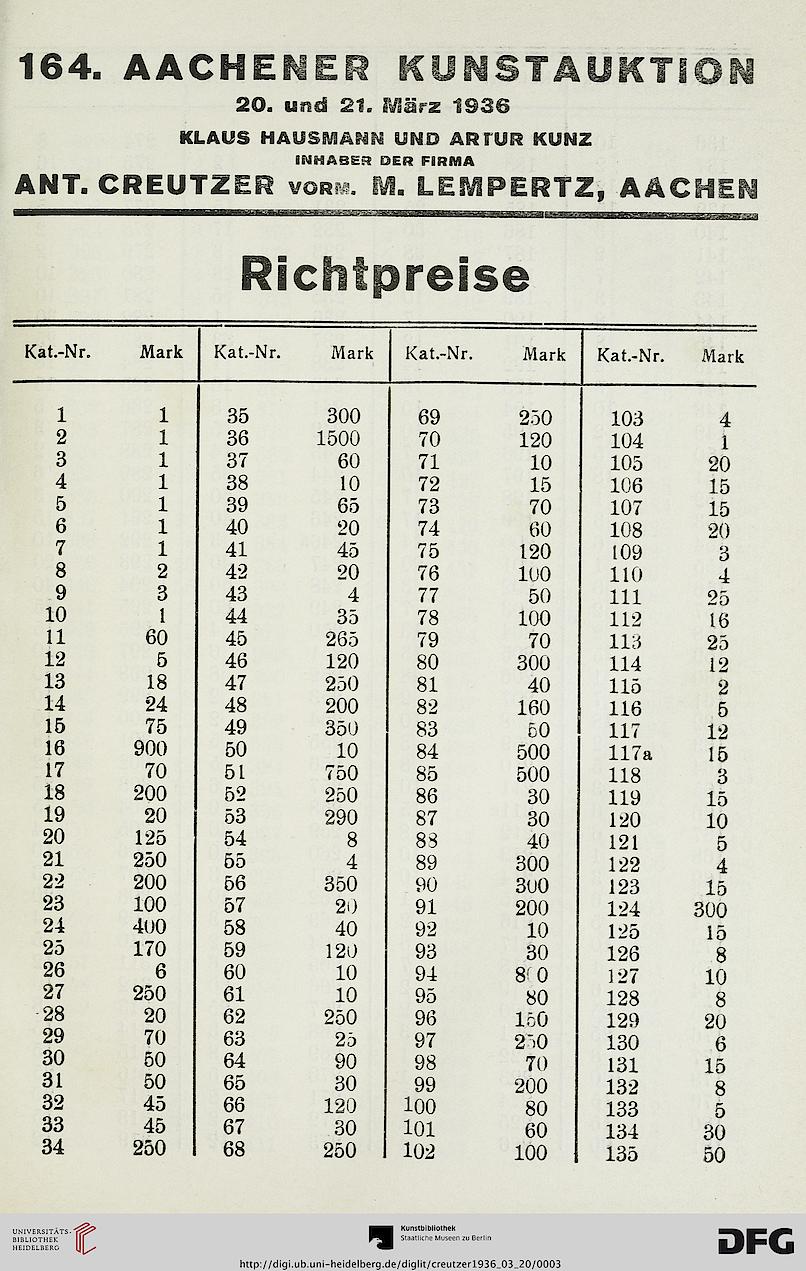 164. AACHENER KUNSTAUKTION
20. und 21. März 1936
KLAUS HAUSMANN UND ARTUR KUNZ
INHABER DER FIRMA
ANT. CREUTZER VORM. M. LEMPERTZ, AACHEN
Richtpreise
Kat.-Nr. Mark Kat.-Nr. Mark Kat.-Nr. Mark Kat.-Nr. Mark
1 1 35 300 69 250 103 4
2 1 36 1500 70 120 104 1
3 1 37 60 71 10 105 20
4 1 38 10 72 15 106 15
5 1 39 65 73 70 107 15
6 1 40 20 74 60 108 20
7 1 41 45 75 120 109 3
8 2 42 20 76 100 110 4
9 3 43 4 77 50 111 25
10 1 44 35 78 100 112 16
11 60 45 265 79 70 113 25
12 5 46 120 80 300 114 12
13 18 47 250 81 40 115 2
14 24 48 200 82 160 116 5
15 75 49 350 83 50 117 12
16 900 50 10 84 500 117a 15
17 70 51 750 85 500 118 3
18 200 52 250 86 30 119 15
19 20 53 290 87 30 120 10
20 125 54 8 88 40 121 5
21 250 55 4 89 300 122 4
22 200 56 350 90 300 123 15
23 100 57 20 91 200 124 300
24 400 58 40 92 10 125 15
25 170 59 120 93 30 126 8
26 6 60 10 94 800 127 10
27 250 61 10 95 80 128 8
28 20 62 250 96 150 129 20
29 70 63 25 97 250 130 6
30 50 64 90 98 70 131 15
31 50 65 30 99 200 132 8
32 45 66 120 100 80 133 5
33 45 67 30 101 60 134 30
34 250 68 250 102 100 135 50
UNIVERSITÄTS-
BIBLIOTHEK
HEIDELBERG
Kunstbibliothek
Staatliche Museen zu Berlin
DFG
http://digi.ub.uni-heidelberg.de/diglit/creutzer1936_03_20/0003